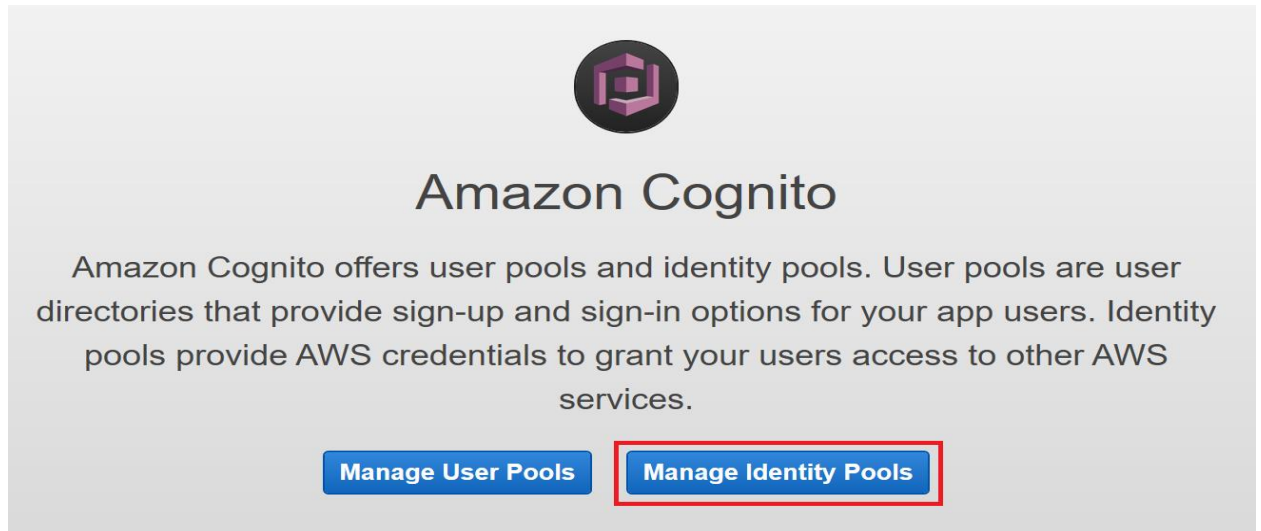 Amazon Cognito
Amazon Cognito offers user pools and identity pools. User pools are user
directories that provide sign-up and sign-in options for your app users. Identity
pools provide AWS credentials to grant your users access to other AWS
services.
Manage User Pools Manage Identity Pools